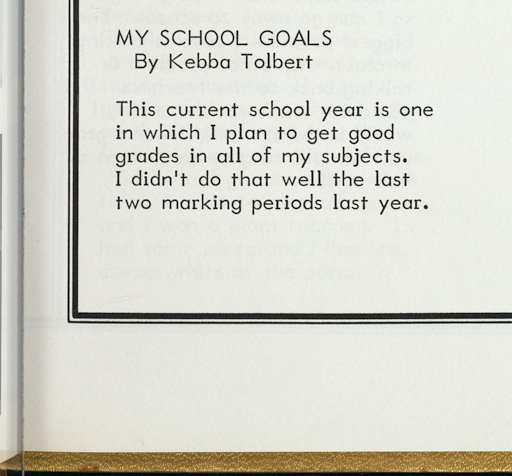 MY SCHOOL GOALS
By Kebba Tolbert
This current school year is one
in which I plan to get good
grades in all of my subjects.
I didn't do that well the last
two marking periods last year.